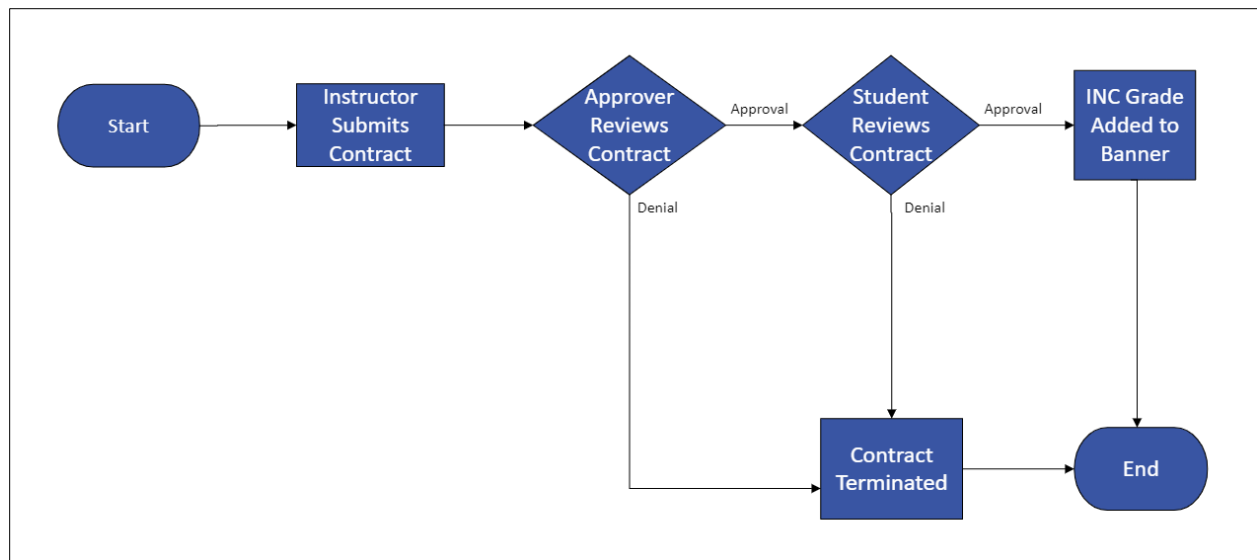 Start
Instructor
Submits
Contract
Approver
Reviews
Contract
Approval
Denial
Student
Reviews
Contract
Approval
Denial
INC Grade
Added to
Banner
Contract
Terminated
End